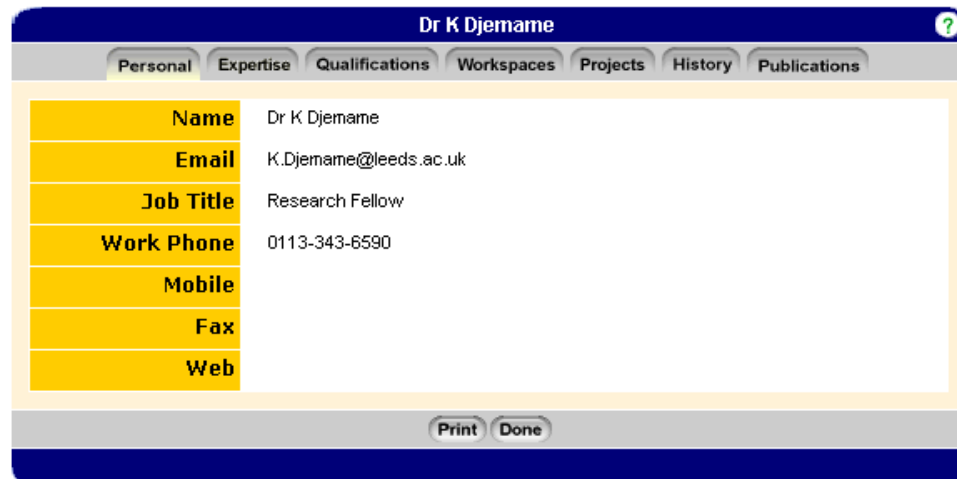 Dr K Djemame
?
Personal Expertise Qualifications Workspaces Projects History Publications
Name Dr K Djemame
Email K.Djemame@leeds.ac.uk
Job Title Research Fellow
Work Phone 0113-343-6590
Mobile
Fax
Web
Print Done